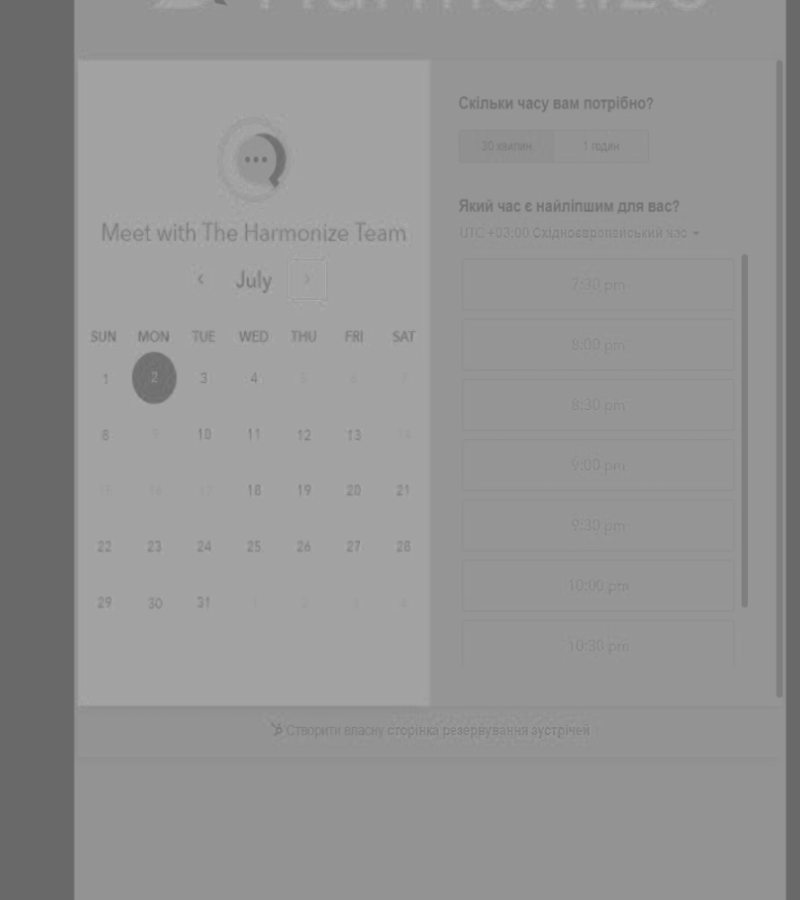 Harmonize
Meet with The Harmonize Team
‹ July ›
SUN MON TUE WED THU FRI SAT
1 2 3 4 5 6 7
8 9 10 11 12 13 14
15 16 17 18 19 20 21
22 23 24 25 26 27 28
29 30 31 1 2 3 4
Скільки часу вам потрібно?
30 хвилин 1 годин
Який час є найліпшим для вас?
UTC +03:00 Східноєвропейський час
7:30 pm
8:00 pm
8:30 pm
9:00 pm
9:30 pm
10:00 pm
10:30 pm
Створити власну сторінка резервування зустрічей